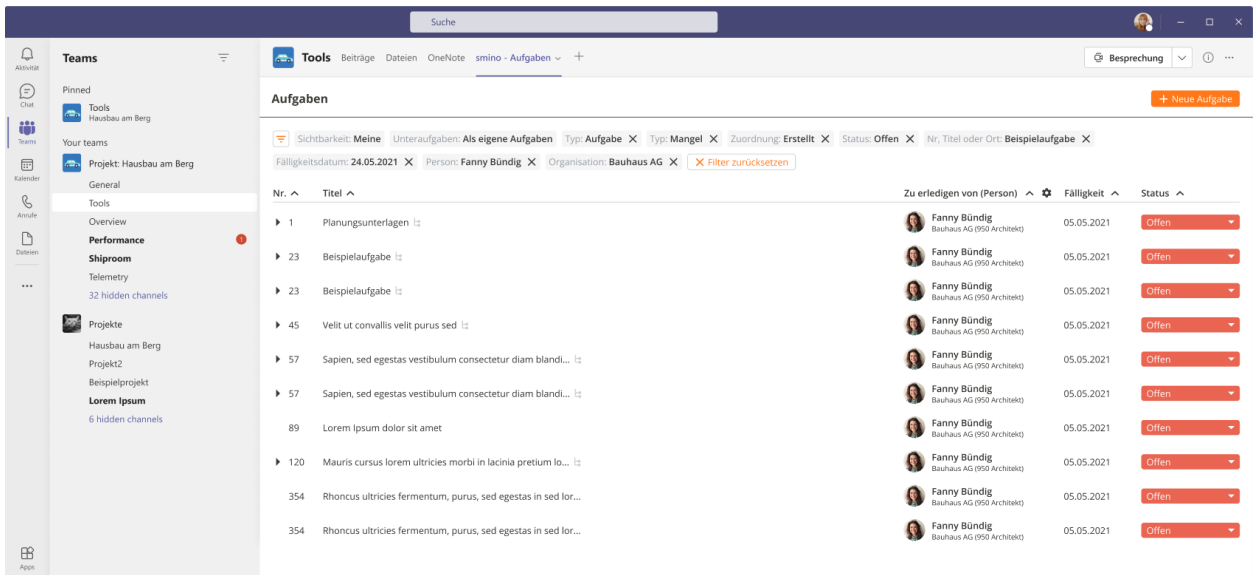 Suche
Aktivität
Chat
Teams
Kalender
Anrufe
Dateien
Apps
Teams
Pinned
Tools
Hausbau am Berg
Your teams
Projekt: Hausbau am Berg
General
Tools
Overview
Performance 1
Shiproom
Telemetry
32 hidden channels
Projekte
Hausbau am Berg
Projekt2
Beispielprojekt
Lorem Ipsum
6 hidden channels
Tools Beiträge Dateien OneNote smino - Aufgaben
Besprechung
Aufgaben
Neue Aufgabe
Sichtbarkeit: Meine Unteraufgaben: Als eigene Aufgaben Typ: Aufgabe Typ: Mangel Zuordnung: Erstellt Status: Offen Nr, Titel oder Ort: Beispielaufgabe
Fälligkeitsdatum: 24.05.2021 Person: Fanny Bündig Organisation: Bauhaus AG Filter zurücksetzen
Nr. Titel Zu erledigen von (Person) Fälligkeit Status
1 Planungsunterlagen Fanny Bündig 05.05.2021 Offen
Bauhaus AG (950 Architekt)
23 Beispielaufgabe Fanny Bündig 05.05.2021 Offen
Bauhaus AG (950 Architekt)
23 Beispielaufgabe Fanny Bündig 05.05.2021 Offen
Bauhaus AG (950 Architekt)
45 Velit ut convallis velit purus sed Fanny Bündig 05.05.2021 Offen
Bauhaus AG (950 Architekt)
57 Sapien, sed egestas vestibulum consectetur diam blandi... Fanny Bündig 05.05.2021 Offen
Bauhaus AG (950 Architekt)
57 Sapien, sed egestas vestibulum consectetur diam blandi... Fanny Bündig 05.05.2021 Offen
Bauhaus AG (950 Architekt)
89 Lorem Ipsum dolor sit amet Fanny Bündig 05.05.2021 Offen
Bauhaus AG (950 Architekt)
120 Mauris cursus lorem ultricies morbi in lacinia pretium lo... Fanny Bündig 05.05.2021 Offen
Bauhaus AG (950 Architekt)
354 Rhoncus ultricies fermentum, purus, sed egestas in sed lor... Fanny Bündig 05.05.2021 Offen
Bauhaus AG (950 Architekt)
354 Rhoncus ultricies fermentum, purus, sed egestas in sed lor... Fanny Bündig 05.05.2021 Offen
Bauhaus AG (950 Architekt)